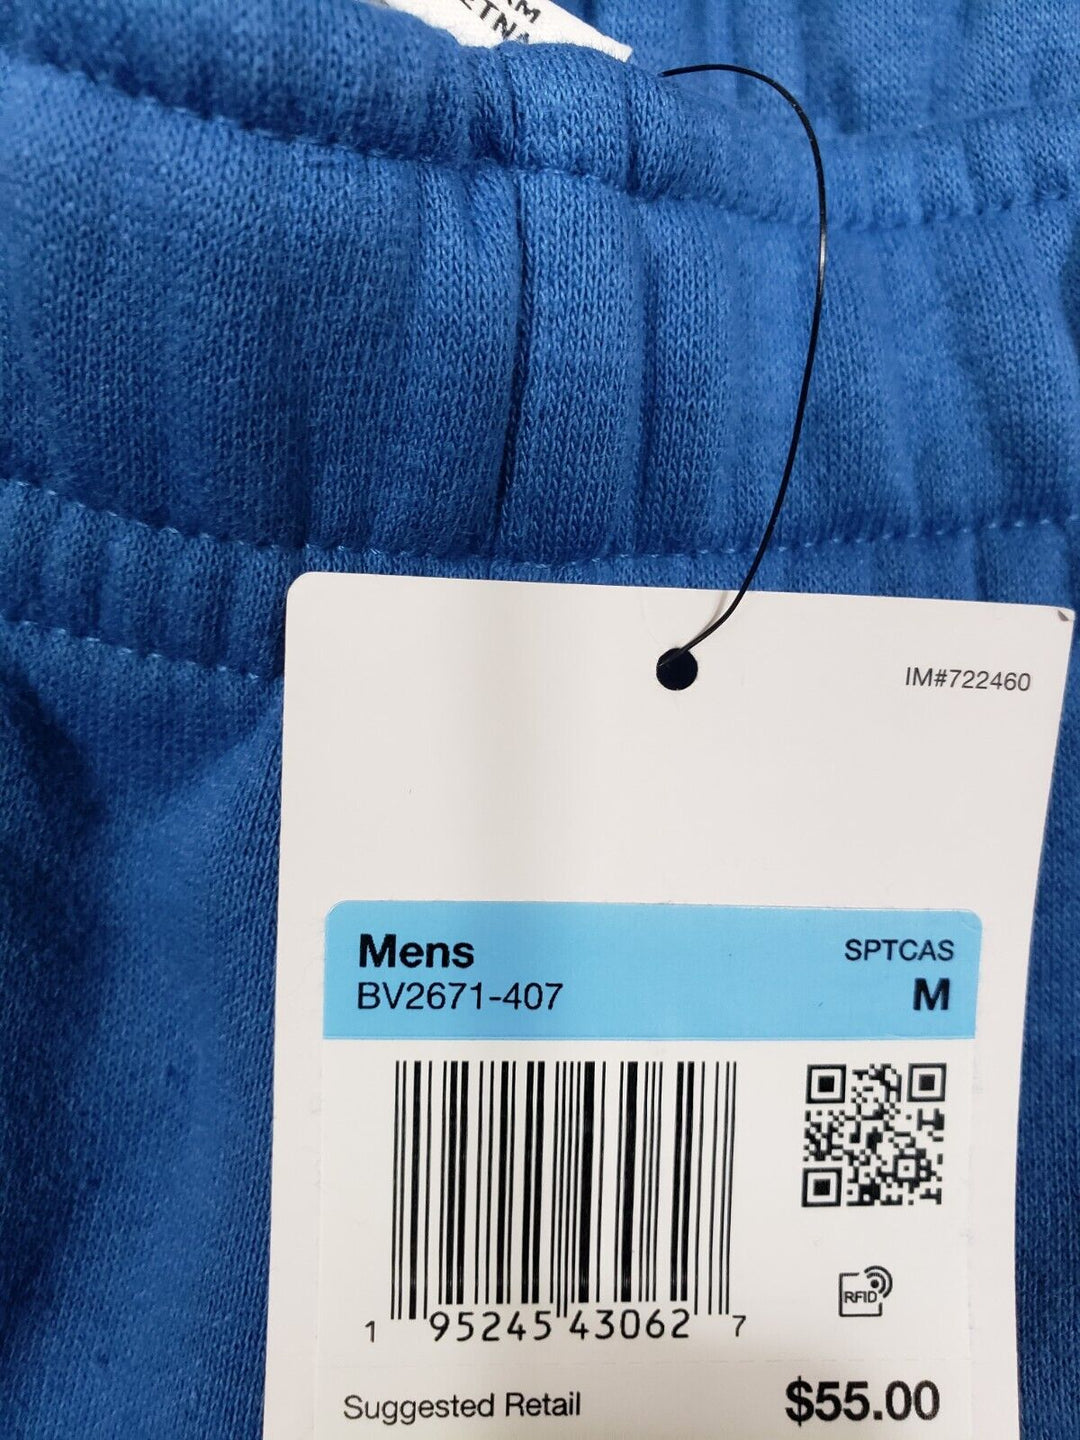 IM#722460
Mens
SPTCAS
BV2671-407
M
RFID
1 95245 43062 7
Suggested Retail
$55.00